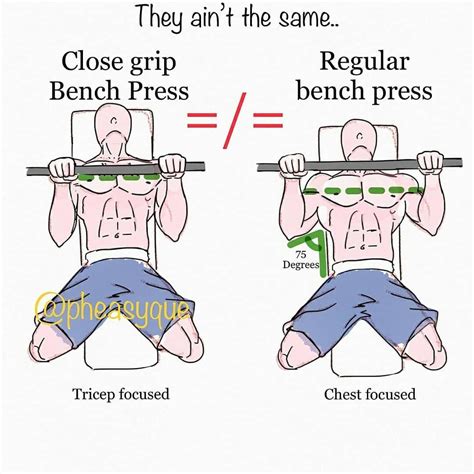 They ain't the same..
Close grip
Bench Press
=/=
Regular
bench press
75
Degrees
@pheasyque
Tricep focused
Chest focused